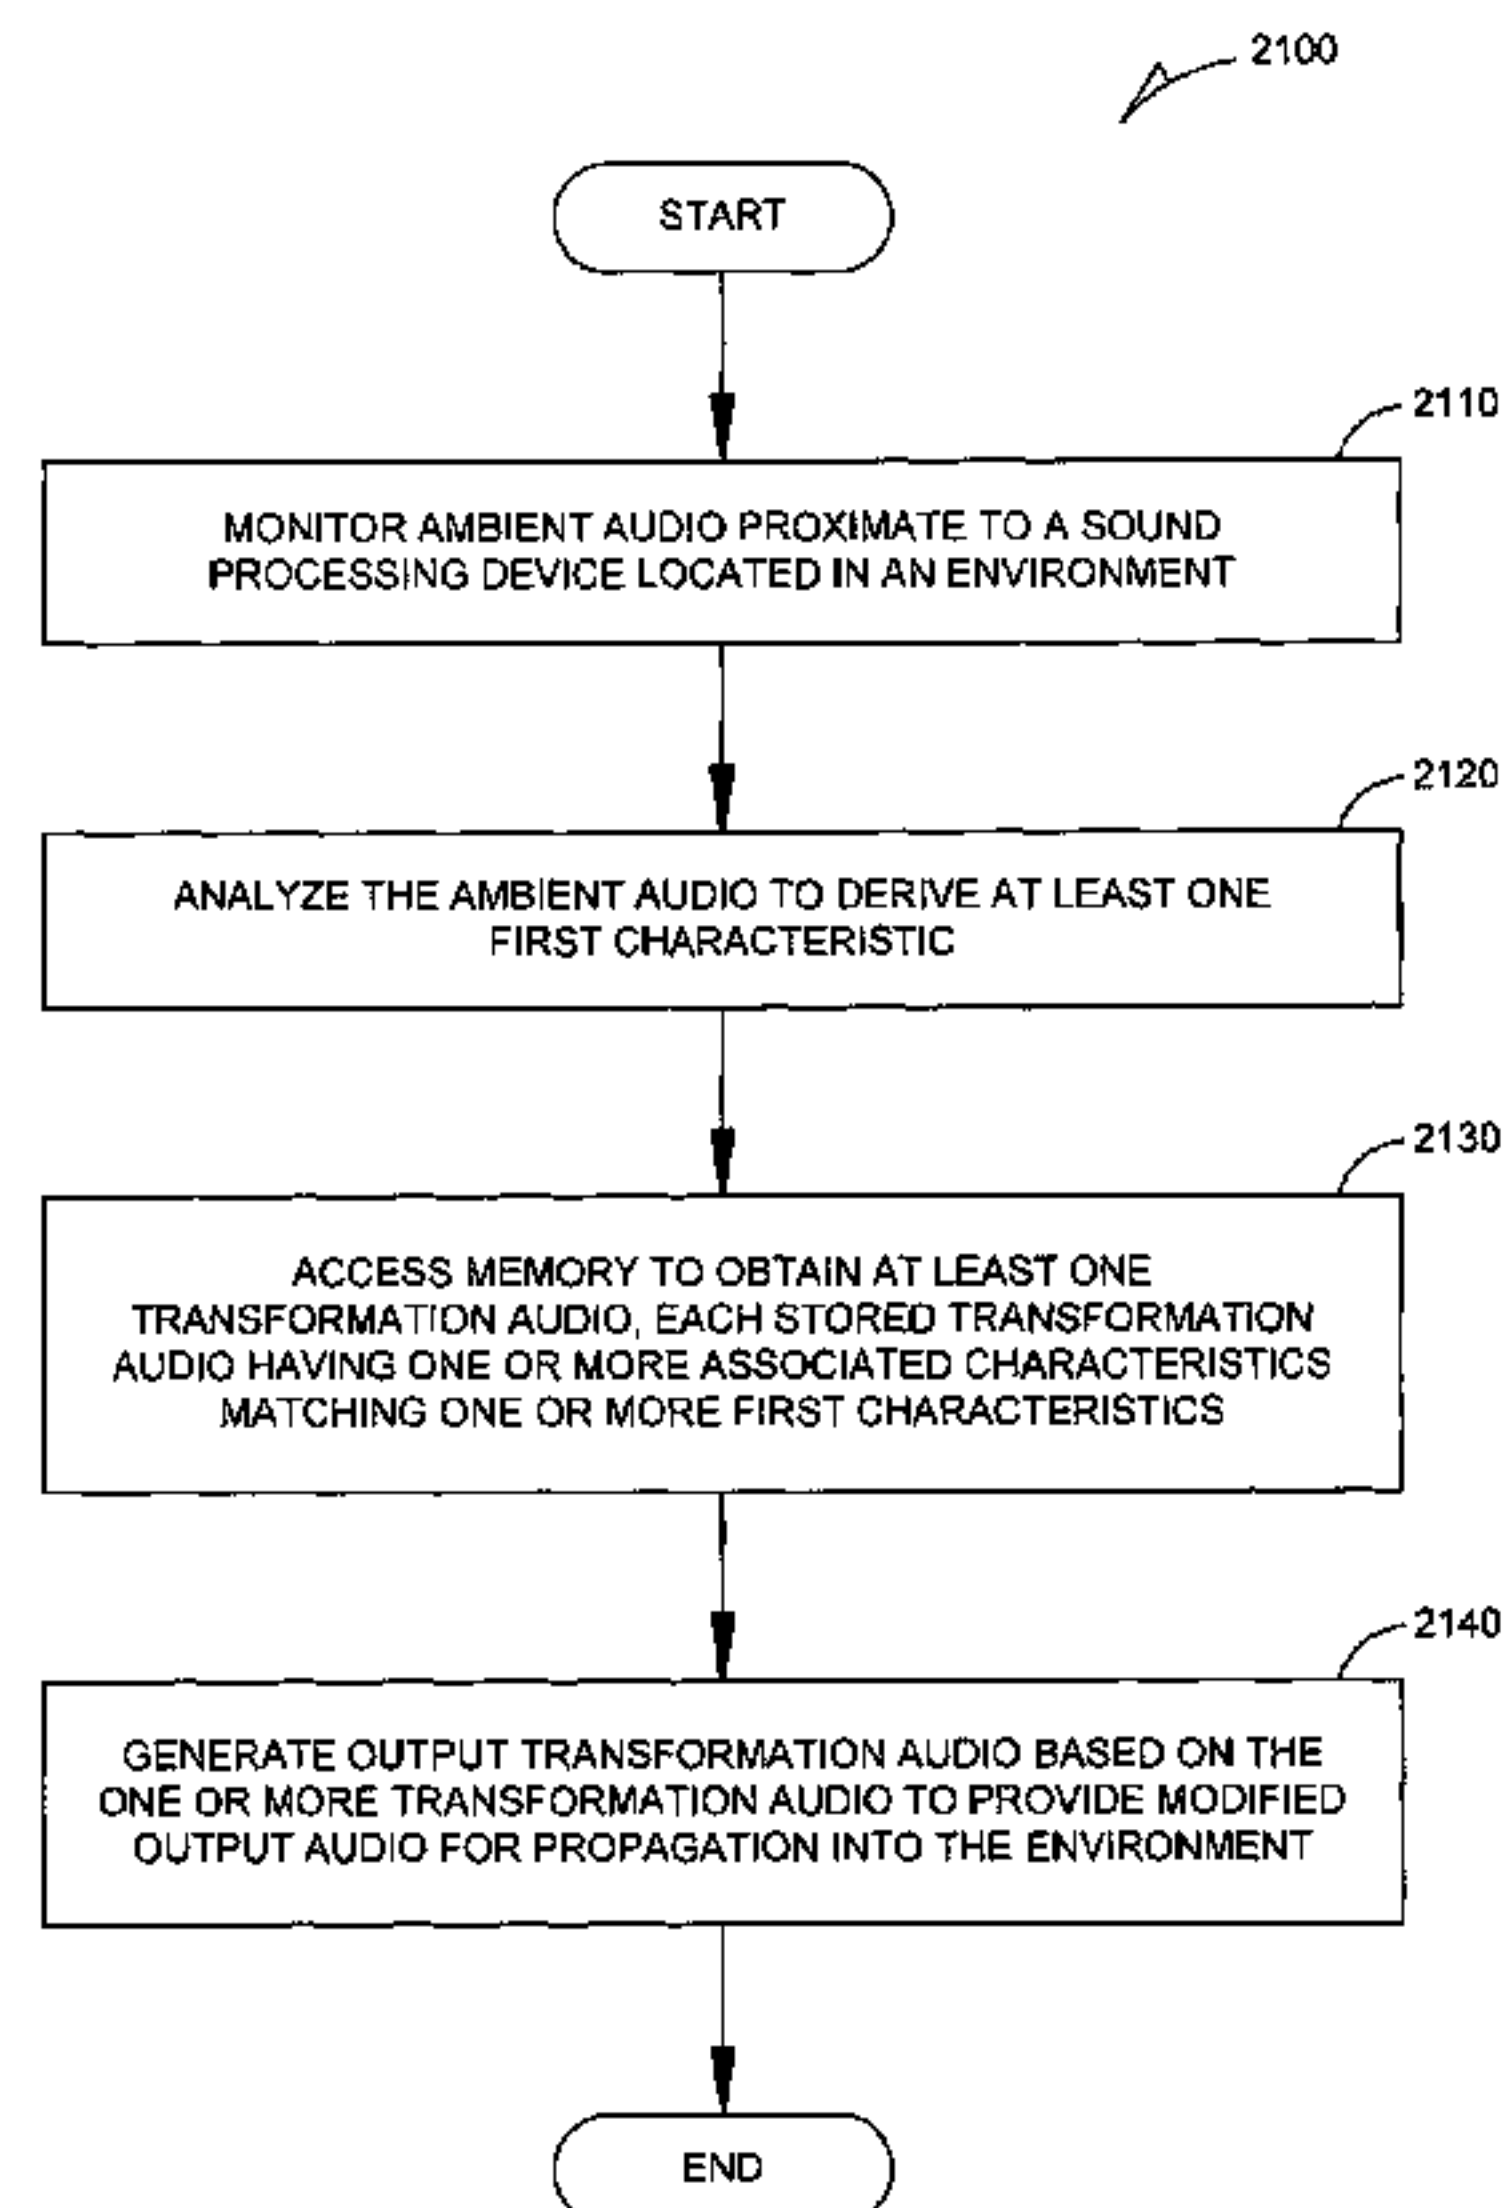 2100
START
2110
MONITOR AMBIENT AUDIO PROXIMATE TO A SOUND
PROCESSING DEVICE LOCATED IN AN ENVIRONMENT
2120
ANALYZE THE AMBIENT AUDIO TO DERIVE AT LEAST ONE
FIRST CHARACTERISTIC
2130
ACCESS MEMORY TO OBTAIN AT LEAST ONE
TRANSFORMATION AUDIO, EACH STORED TRANSFORMATION
AUDIO HAVING ONE OR MORE ASSOCIATED CHARACTERISTICS
MATCHING ONE OR MORE FIRST CHARACTERISTICS
2140
GENERATE OUTPUT TRANSFORMATION AUDIO BASED ON THE
ONE OR MORE TRANSFORMATION AUDIO TO PROVIDE MODIFIED
OUTPUT AUDIO FOR PROPAGATION INTO THE ENVIRONMENT
END